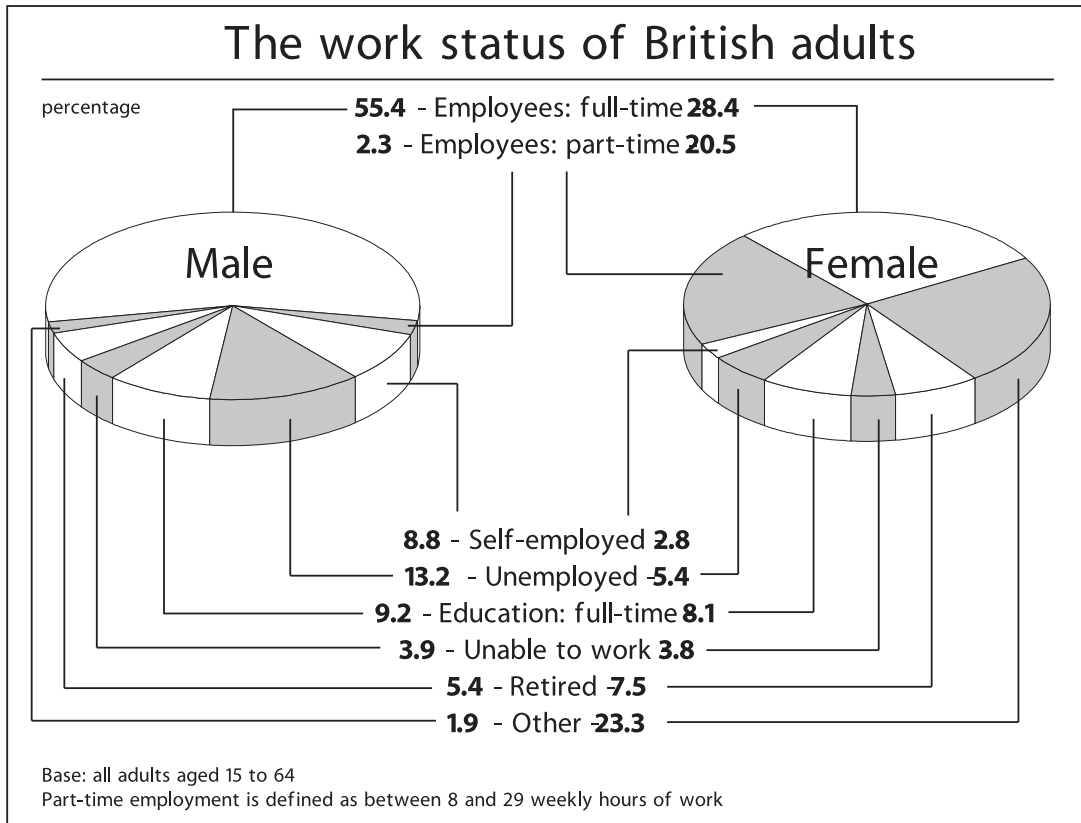 The work status of British adults
percentage
55.4 - Employees: full-time - 28.4
2.3 - Employees: part-time - 20.5
Male
Female
8.8 - Self-employed - 2.8
13.2 - Unemployed - 5.4
9.2 - Education: full-time 8.1
3.9 - Unable to work 3.8
5.4 - Retired - 7.5
1.9 - Other - 23.3
Base: all adults aged 15 to 64
Part-time employment is defined as between 8 and 29 weekly hours of work